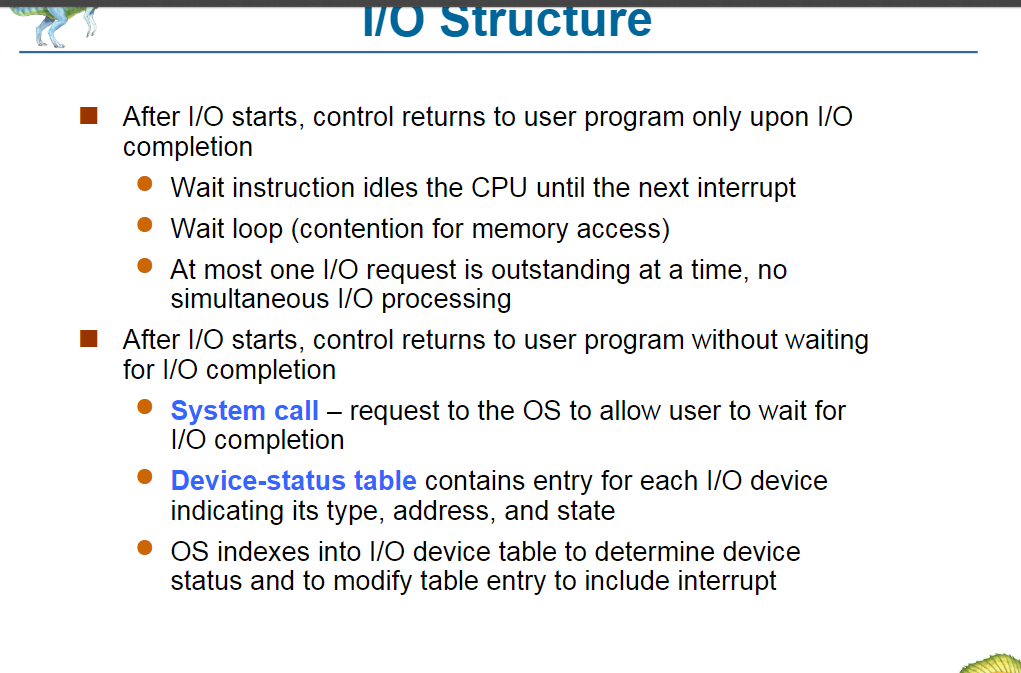 I/O Structure
After I/O starts, control returns to user program only upon I/O
completion
Wait instruction idles the CPU until the next interrupt
Wait loop (contention for memory access)
At most one I/O request is outstanding at a time, no
simultaneous I/O processing
After I/O starts, control returns to user program without waiting
for I/O completion
System call – request to the OS to allow user to wait for
I/O completion
Device-status table contains entry for each I/O device
indicating its type, address, and state
OS indexes into I/O device table to determine device
status and to modify table entry to include interrupt